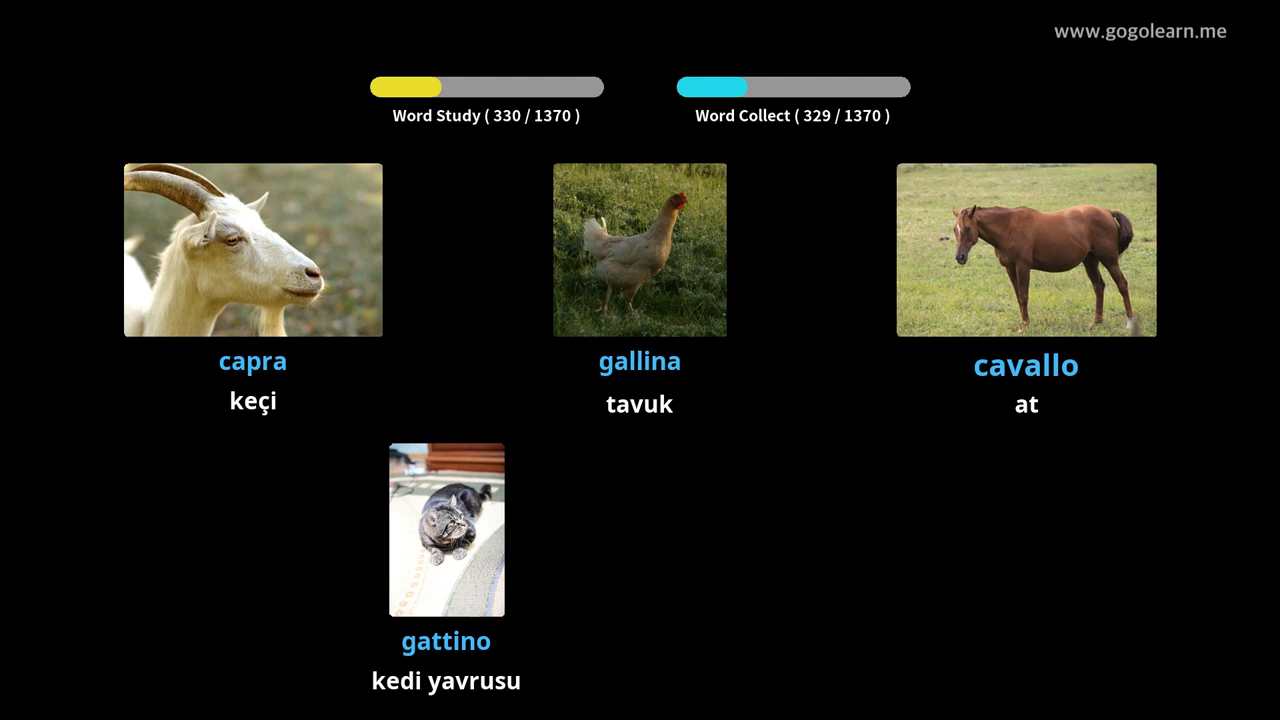 www.gogolearn.me
Word Study ( 330 / 1370 )
Word Collect ( 329 / 1370 )
capra
gallina
cavallo
keçi
tavuk
at
gattino
kedi yavrusu